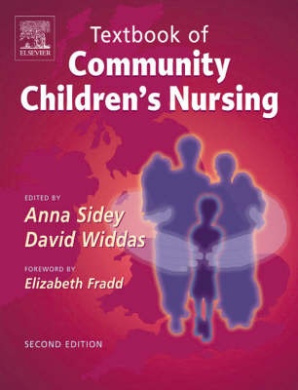 ELSEVIER
Textbook of
Community
Children's Nursing
EDITED BY
Anna Sidey
David Widdas
FOREWORD BY
Elizabeth Fradd
SECOND EDITION